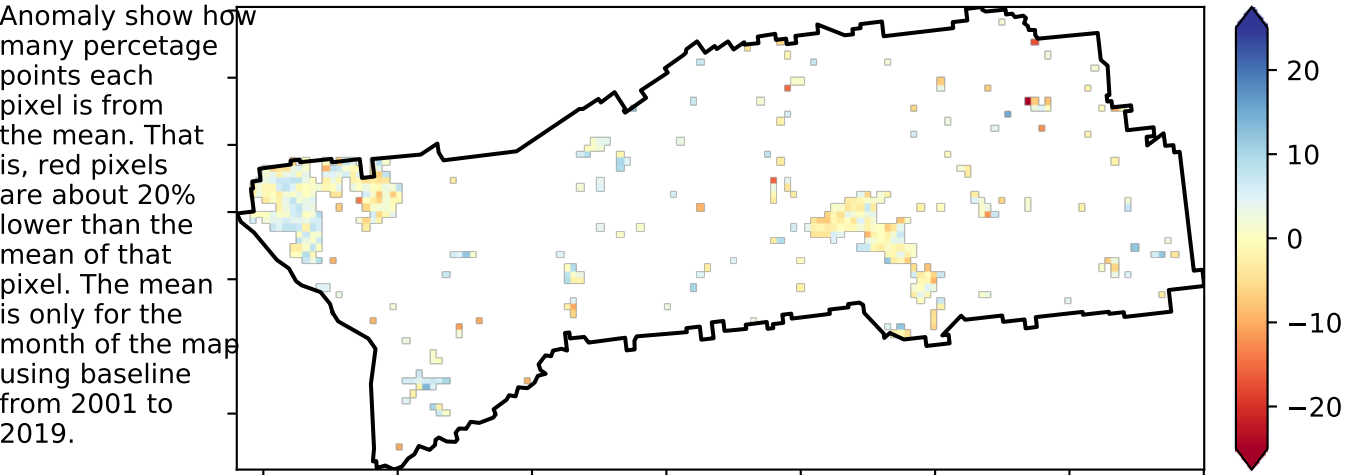 Anomaly show how
many percetage
points each
pixel is from
the mean. That
is, red pixels
are about 20%
lower than the
mean of that
pixel. The mean
is only for the
month of the map
using baseline
from 2001 to
2019.
20
10
0
−10
−20